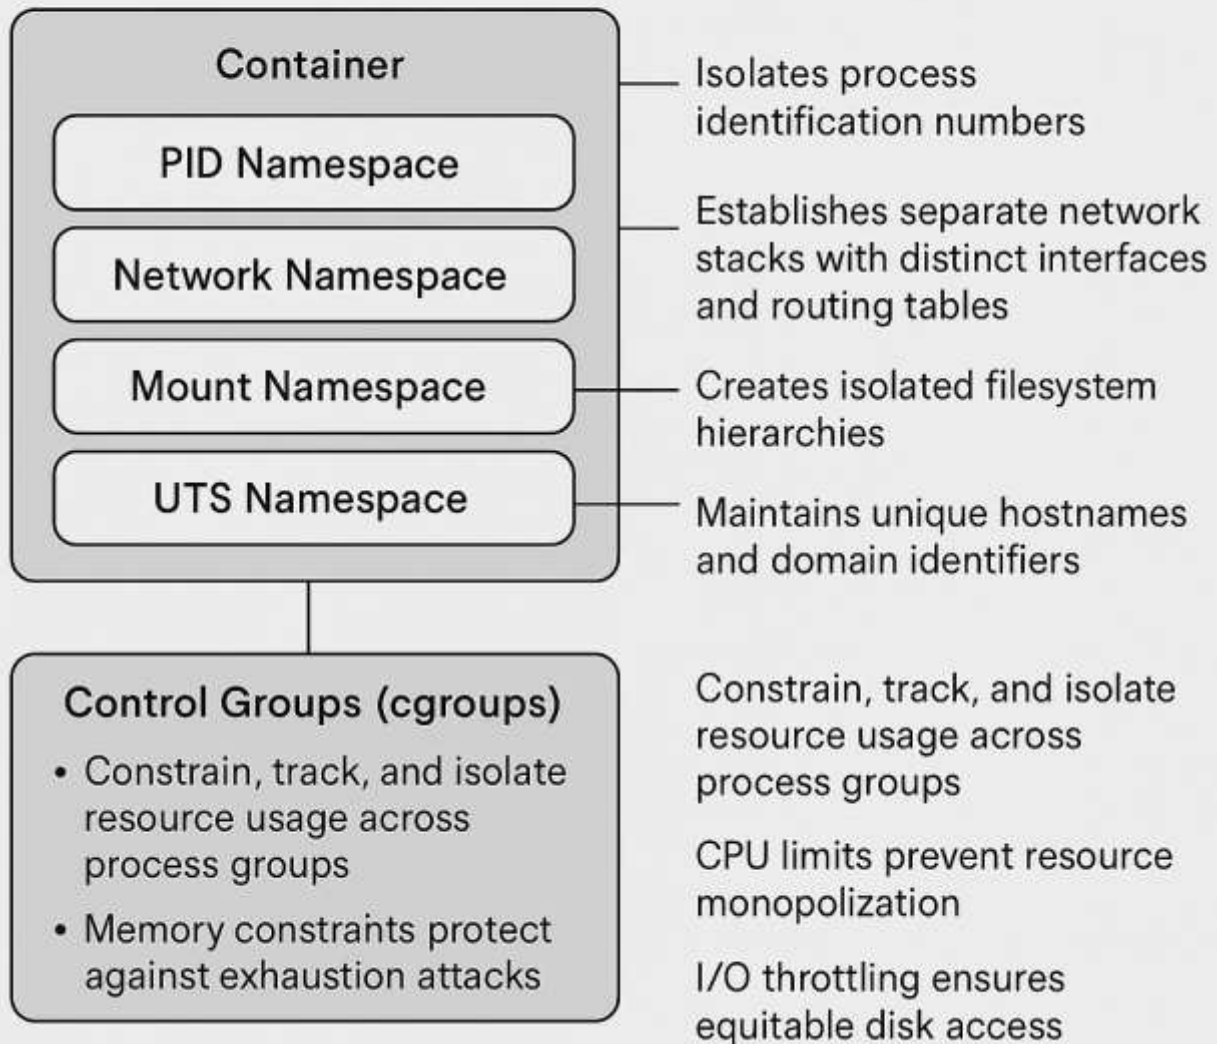 Container
PID Namespace
Network Namespace
Mount Namespace
UTS Namespace
Isolates process
identification numbers
Establishes separate network
stacks with distinct interfaces
and routing tables
Creates isolated filesystem
hierarchies
Maintains unique hostnames
and domain identifiers
Control Groups (cgroups)
• Constrain, track, and isolate
resource usage across
process groups
• Memory constraints protect
against exhaustion attacks
Constrain, track, and isolate
resource usage across
process groups
CPU limits prevent resource
monopolization
I/O throttling ensures
equitable disk access